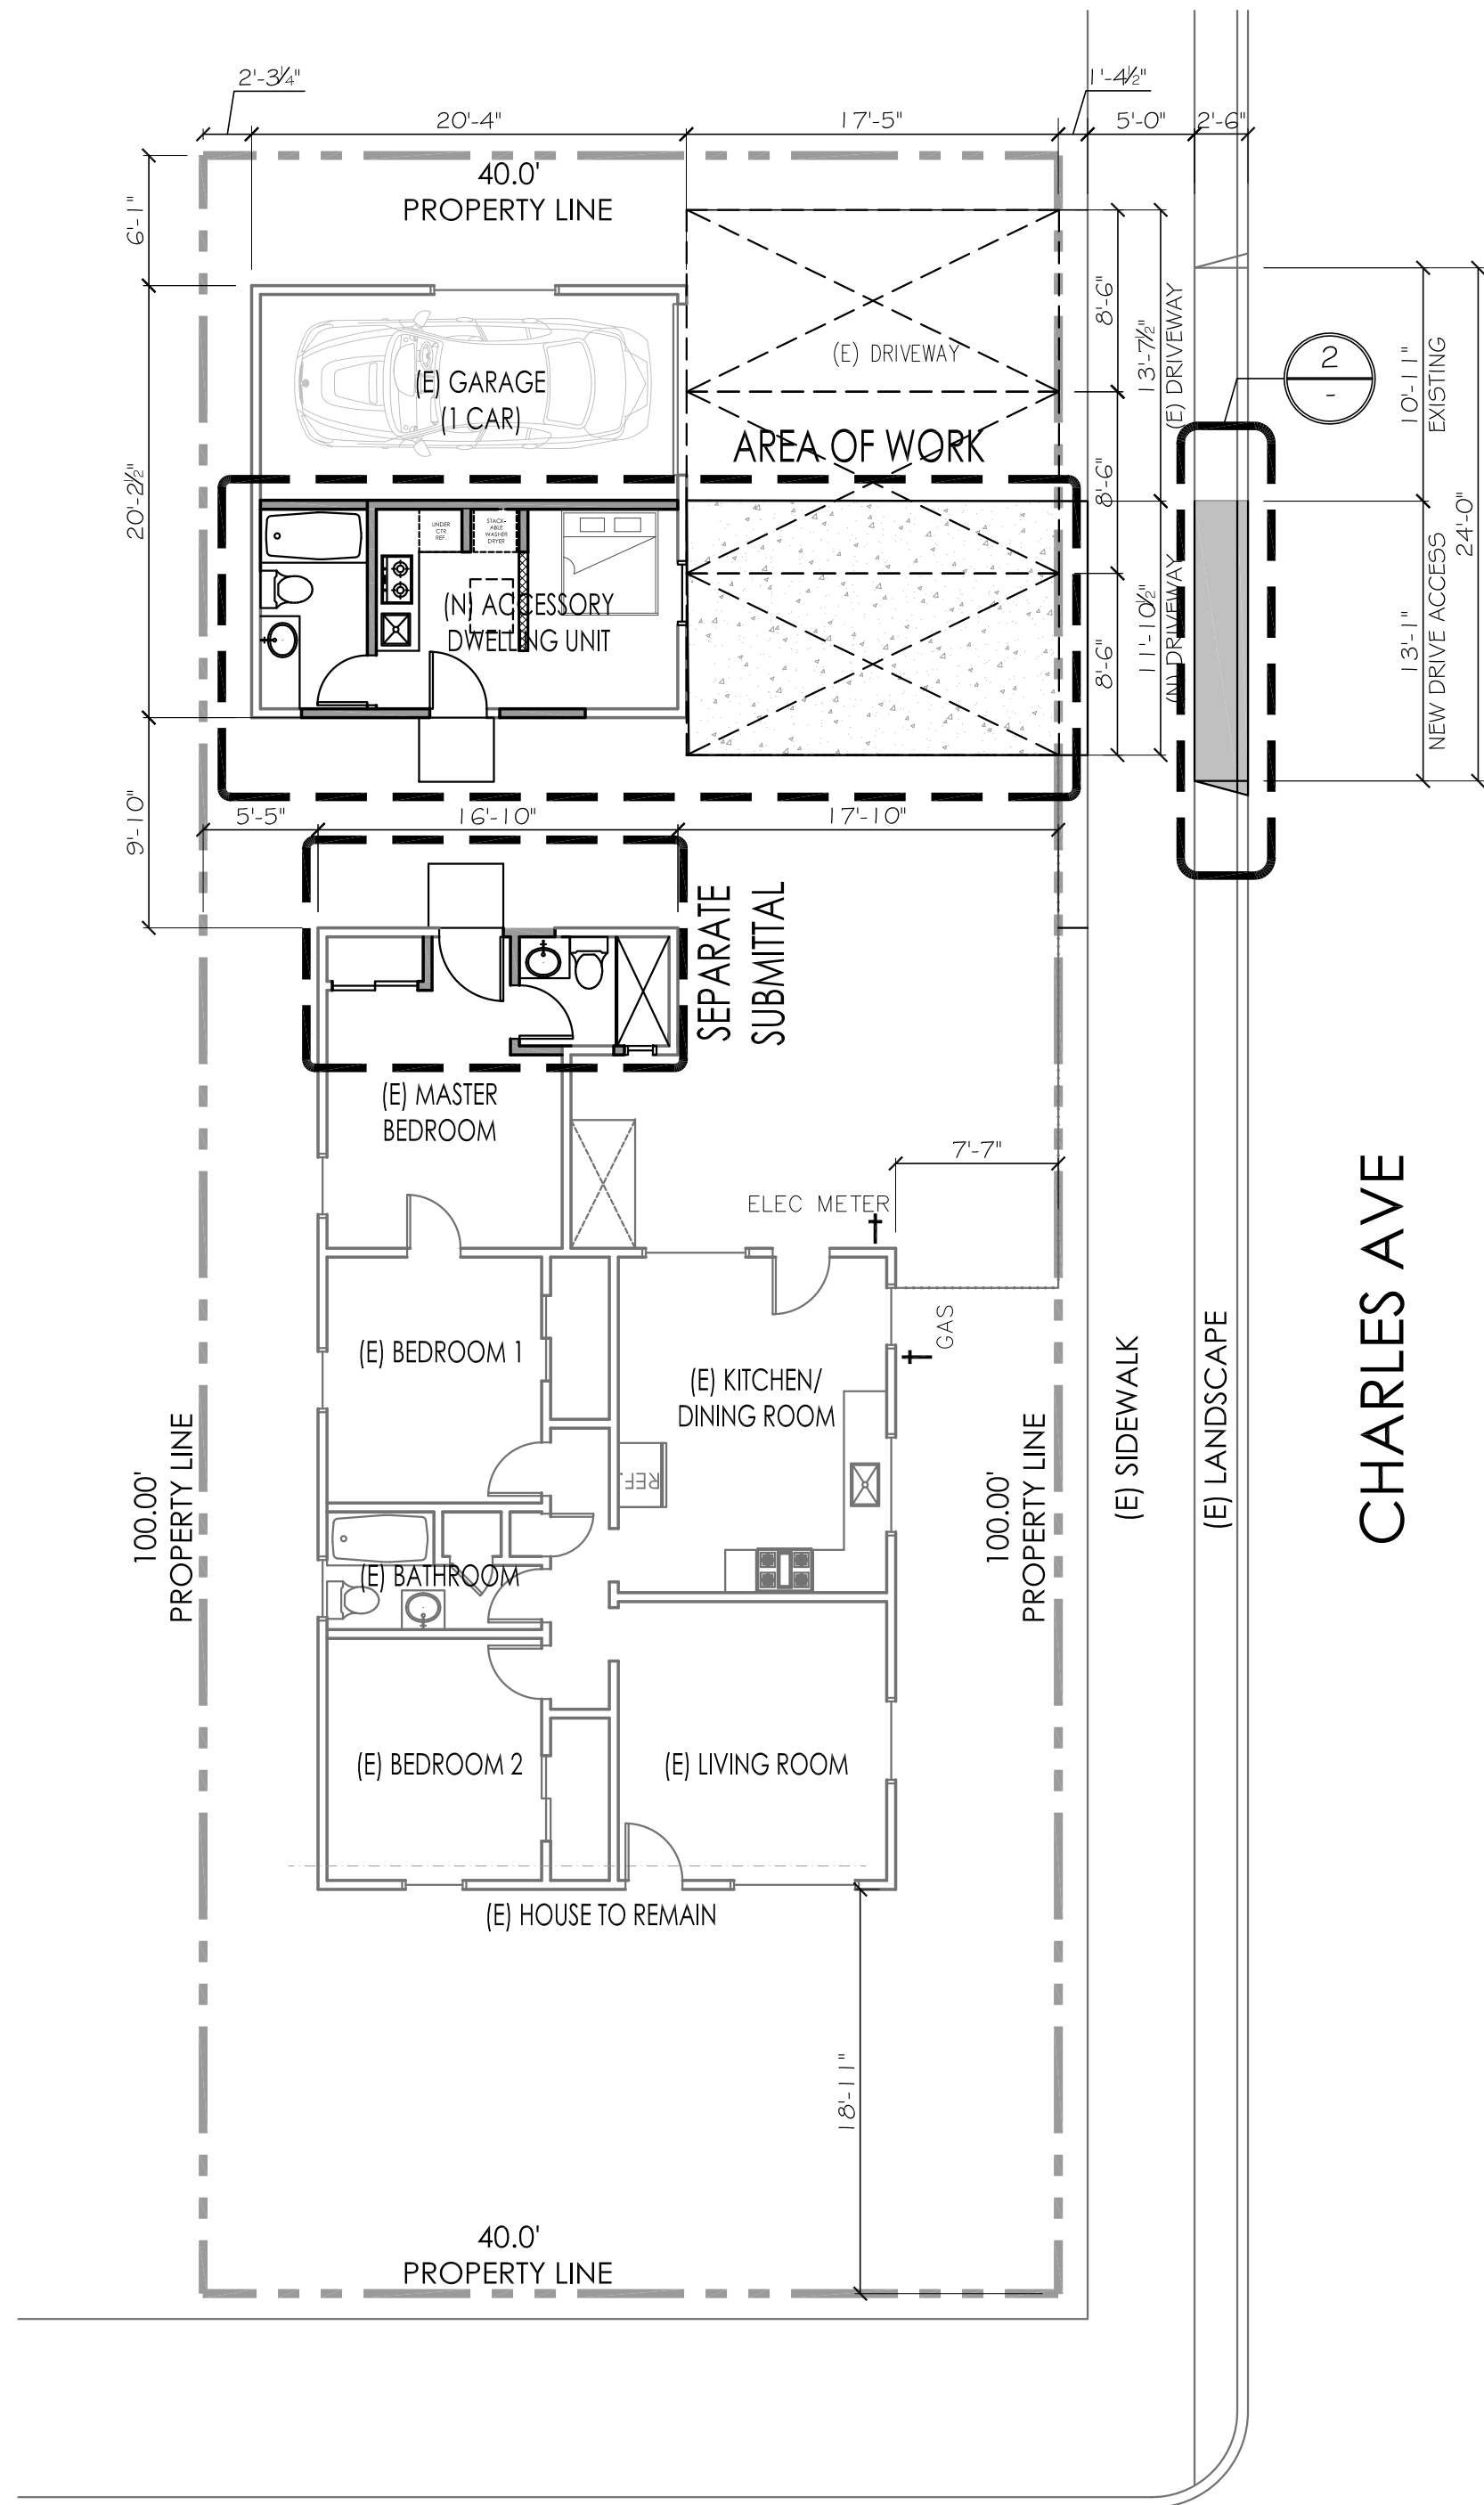 2'-3¼"
1'-4½"
20'-4"
17'-5"
5'-0"
2'-6"
40.0'
PROPERTY LINE
6'-1"
8'-6"
13'-7½"
(E) DRIVEWAY
(E) DRIVEWAY
2
-
10'-11"
EXISTING
(E) GARAGE
(1 CAR)
AREA OF WORK
20'-2½"
8'-6"
24'-0"
UNDER
CTR
REF.
STACK-
ABLE
WASHER
DRYER
(N) ACCESSORY
DWELLING UNIT
8'-6"
11'-10½"
(N) DRIVEWAY
13'-1"
NEW DRIVE ACCESS
9'-10"
5'-5"
16'-10"
17'-10"
SEPARATE
SUBMITTAL
(E) MASTER
BEDROOM
7'-7"
ELEC METER
GAS
(E) BEDROOM 1
(E) KITCHEN/
DINING ROOM
REF.
100.00'
PROPERTY LINE
100.00'
PROPERTY LINE
(E) SIDEWALK
(E) LANDSCAPE
CHARLES AVE
(E) BATHROOM
(E) BEDROOM 2
(E) LIVING ROOM
(E) HOUSE TO REMAIN
18'-11"
40.0'
PROPERTY LINE